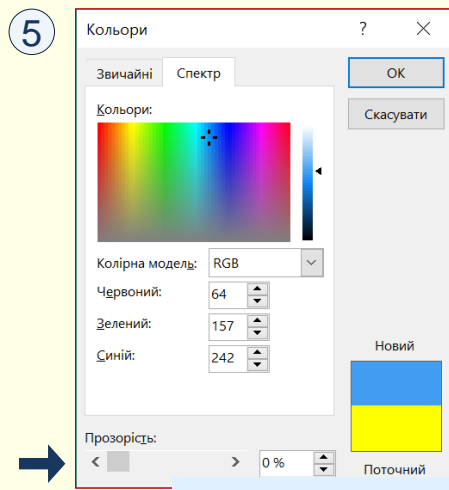 5
Кольори ?
Звичайні Спектр
ОК
Скасувати
Кольори:
Колірна модель: RGB
Червоний: 64
Зелений: 157
Синій: 242
Новий
Прозорість:
0 %
Поточний